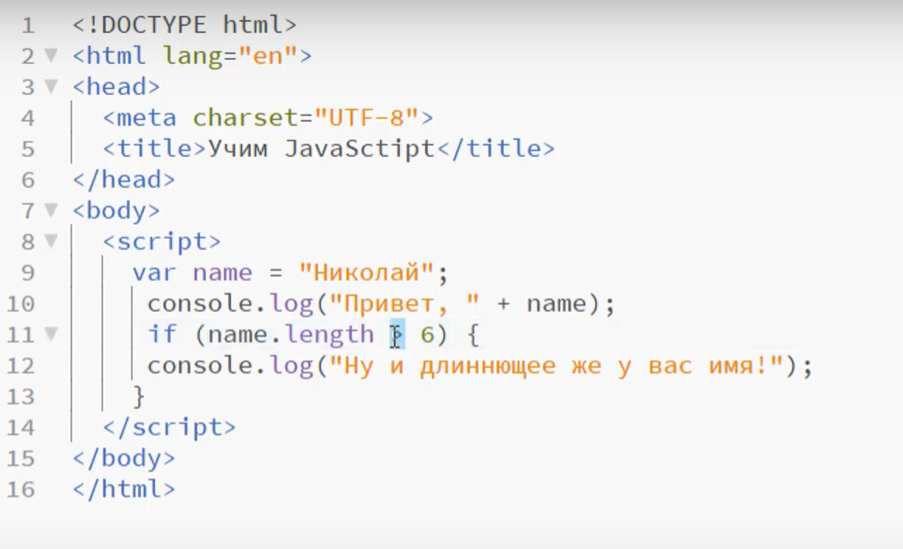 1 <!DOCTYPE html>
2 <html lang="en">
3 <head>
4 <meta charset="UTF-8">
5 <title>Учим JavaSctipt</title>
6 </head>
7 <body>
8 <script>
9 var name = "Николай";
10 console.log("Привет, " + name);
11 if (name.length > 6) {
12 console.log("Ну и длиннющее же у вас имя!");
13 }
14 </script>
15 </body>
16 </html>